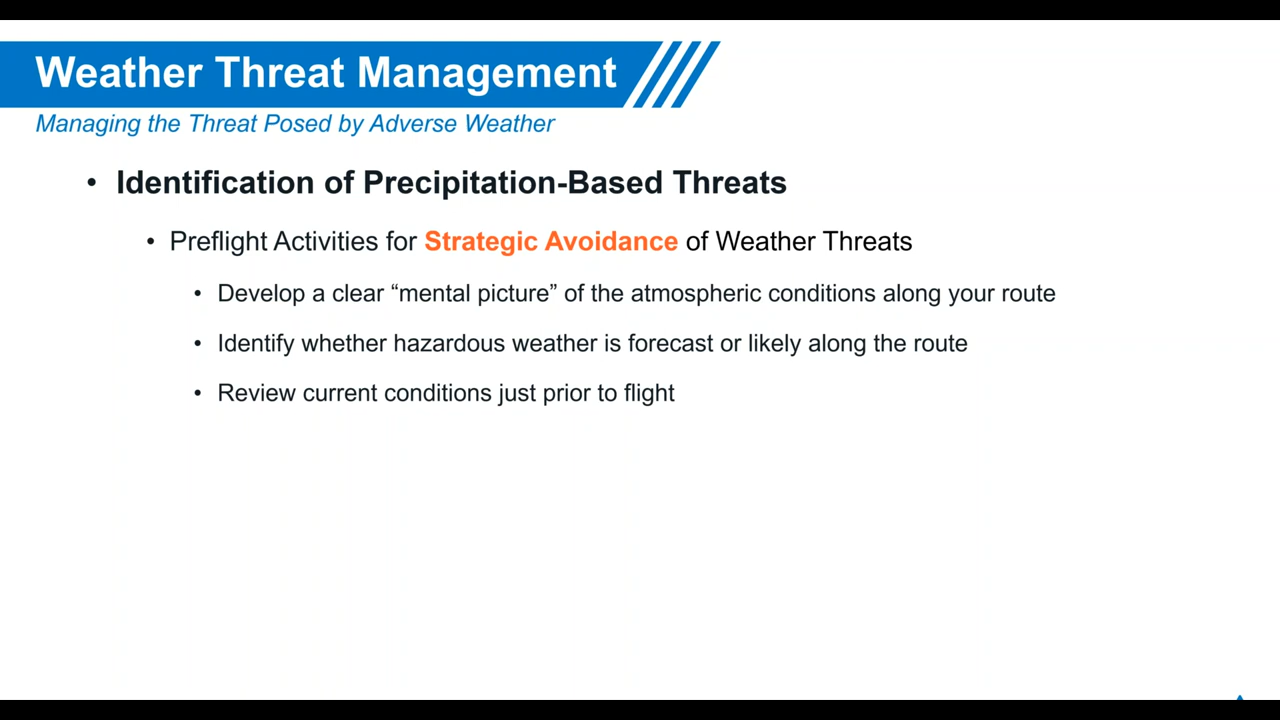 Weather Threat Management
Managing the Threat Posed by Adverse Weather
• Identification of Precipitation-Based Threats
• Preflight Activities for Strategic Avoidance of Weather Threats
• Develop a clear “mental picture” of the atmospheric conditions along your route
• Identify whether hazardous weather is forecast or likely along the route
• Review current conditions just prior to flight